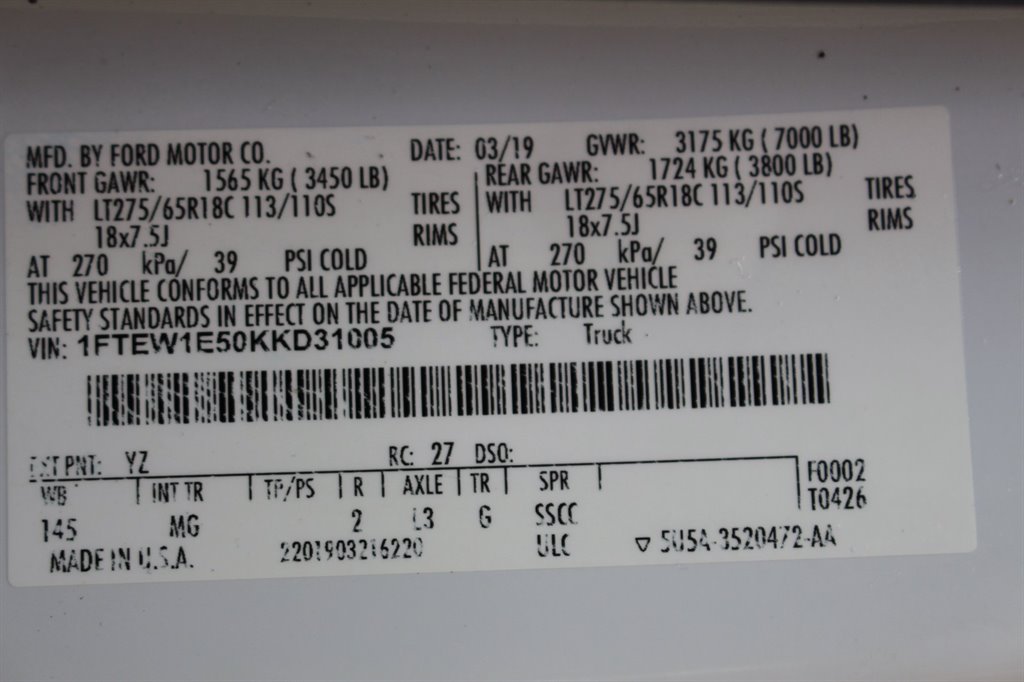 MFD. BY FORD MOTOR CO. DATE: 03/19 GVWR: 3175 KG ( 7000 LB)
FRONT GAWR: 1565 KG ( 3450 LB) REAR GAWR: 1724 KG ( 3800 LB)
WITH LT275/65R18C 113/110S TIRES WITH LT275/65R18C 113/110S TIRES
18x7.5J RIMS 18x7.5J RIMS
AT 270 kPa/ 39 PSI COLD AT 270 kPa/ 39 PSI COLD
THIS VEHICLE CONFORMS TO ALL APPLICABLE FEDERAL MOTOR VEHICLE
SAFETY STANDARDS IN EFFECT ON THE DATE OF MANUFACTURE SHOWN ABOVE.
VIN: 1FTEW1E50KKD31005 TYPE: Truck
EXT PNT: YZ RC: 27 DSO:
WB INT TR TP/PS R AXLE TR SPR F0002
145 MG 2 L3 G SSCC T0426
MADE IN U.S.A. 2201903216220 ULC ▽ 5U5A-3520472-AA